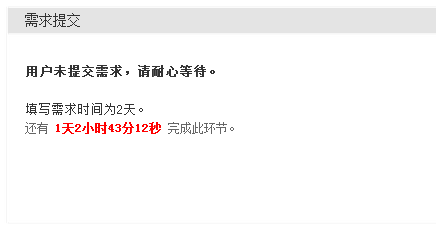 需求提交
用户未提交需求，请耐心等待。
填写需求时间为2天。
还有 1天2小时43分12秒 完成此环节。